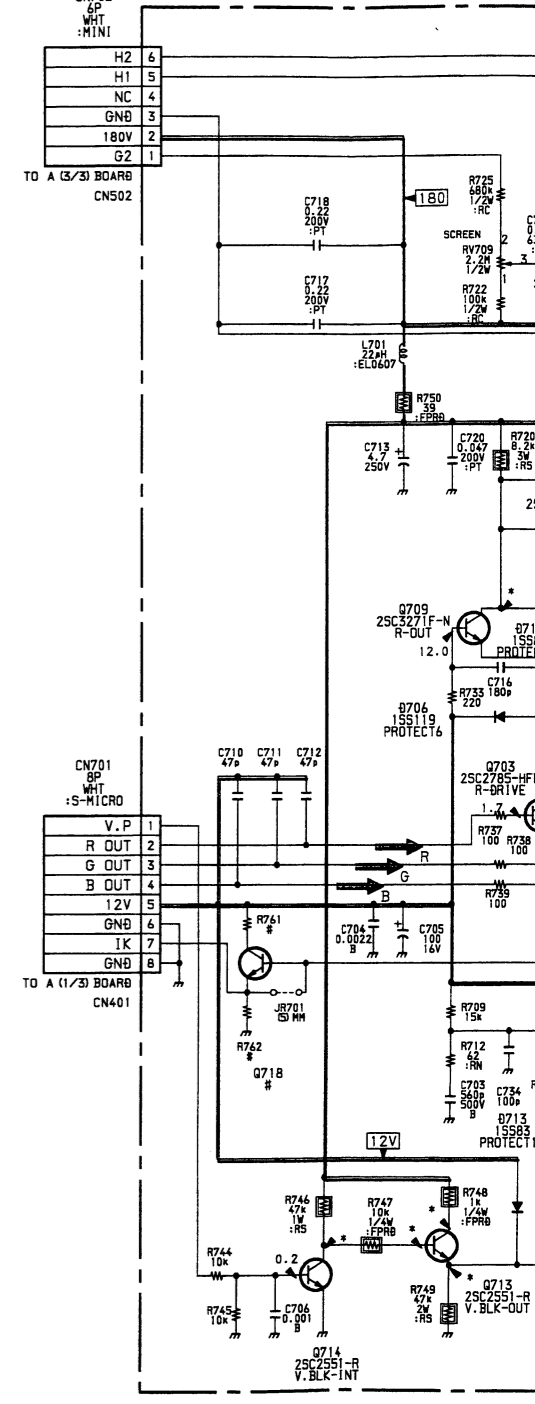 6P
WHT
:MINI
H2 6
H1 5
NC 4
GND 3
180V 2
G2 1
TO A (3/3) BOARD
CN502
180
R725
680k
1/2W
:RC
C718
0.22
200V
:PT
SCREEN
RV709
2.2M
1/2W
2
3
1
C717
0.22
200V
:PT
R722
100k
1/2W
:RC
L701
22µH
:EL0607
R750
39
:FPRD
C713
4.7
250V
+
C720
0.047
200V
:PT
R720
8.2k
3W
:RS
*
Q709
2SC3271F-N
R-OUT
12.0
C716
180p
R733
220
D706
1SS119
PROTECT6
C710
47p
C711
47p
C712
47p
CN701
8P
WHT
:S-MICRO
Q703
R-DRIVE
1.7
V.P 1
R OUT 2
G OUT 3
B OUT 4
12V 5
GND 6
IK 7
GND 8
TO A (1/3) BOARD
CN401
R
G
B
R737
100
R738
100
R739
100
R761
#
C704
0.0022
B
+
C705
100
16V
JR701
(5)MM
R762
#
Q718
#
R709
15k
R712
62
:RN
C703
560p
500V
B
C734
100p
D713
1SS83
12V
R746
47k
1W
:RS
R747
10k
1/4W
:FPRD
R748
1k
1/4W
:FPRD
*
*
*
*
R744
10k
0.2
R745
10k
C706
0.001
B
R749
47k
2W
:RS
Q713
2SC2551-R
V.BLK-OUT
Q714
2SC2551-R
V.BLK-INT